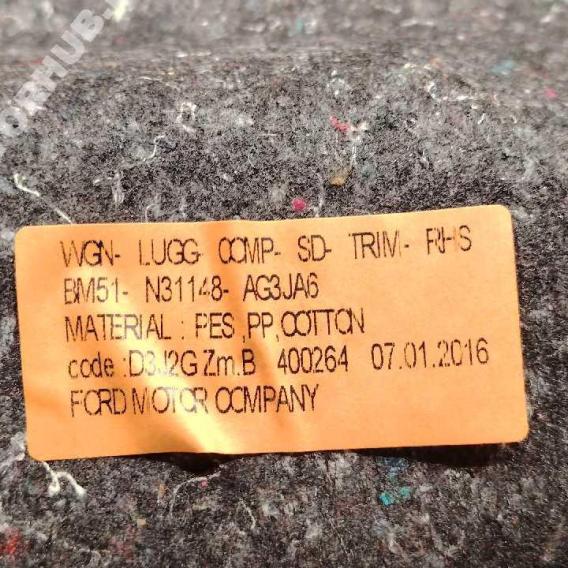 WGN- LUGG- COMP- SD- TRIM- RHS
BM51- N31148- AG3JA6
MATERIAL : PES ,PP,COTTON
code :D3J2G Zm.B 400264 07.01.2016
FORD MOTOR COMPANY